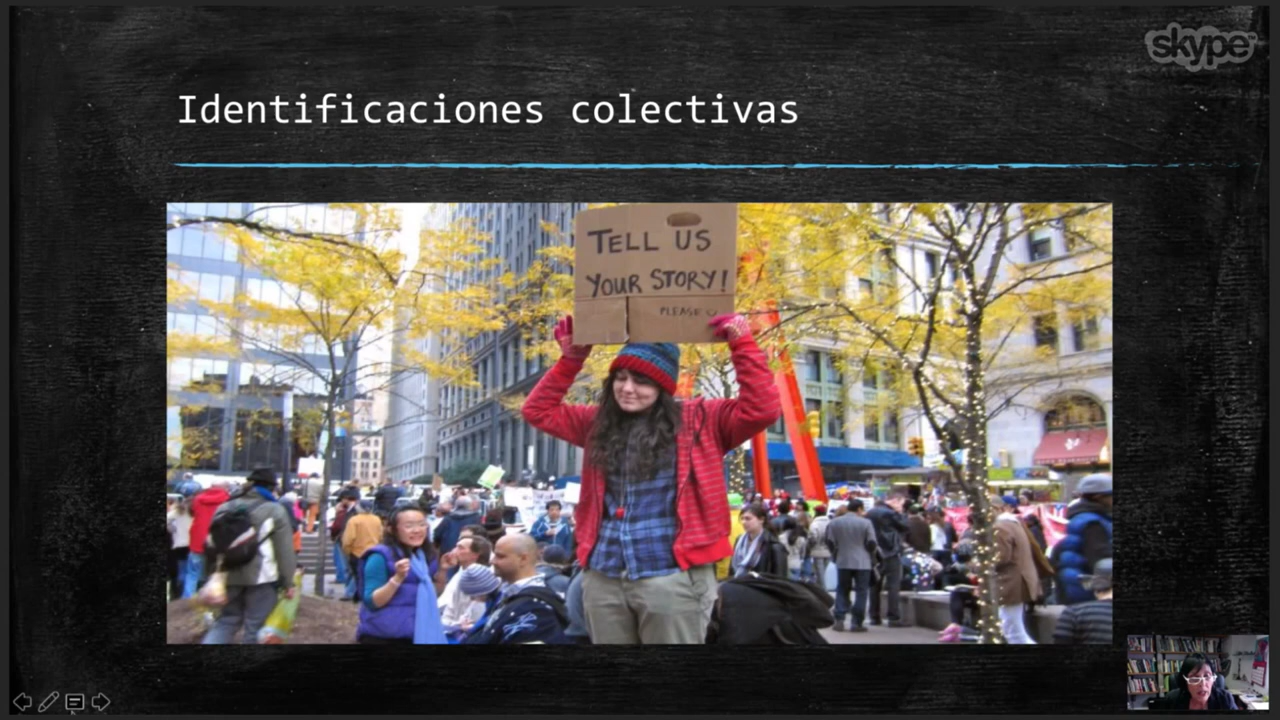 skype
Identificaciones colectivas
TELL US
YOUR STORY!
PLEASE